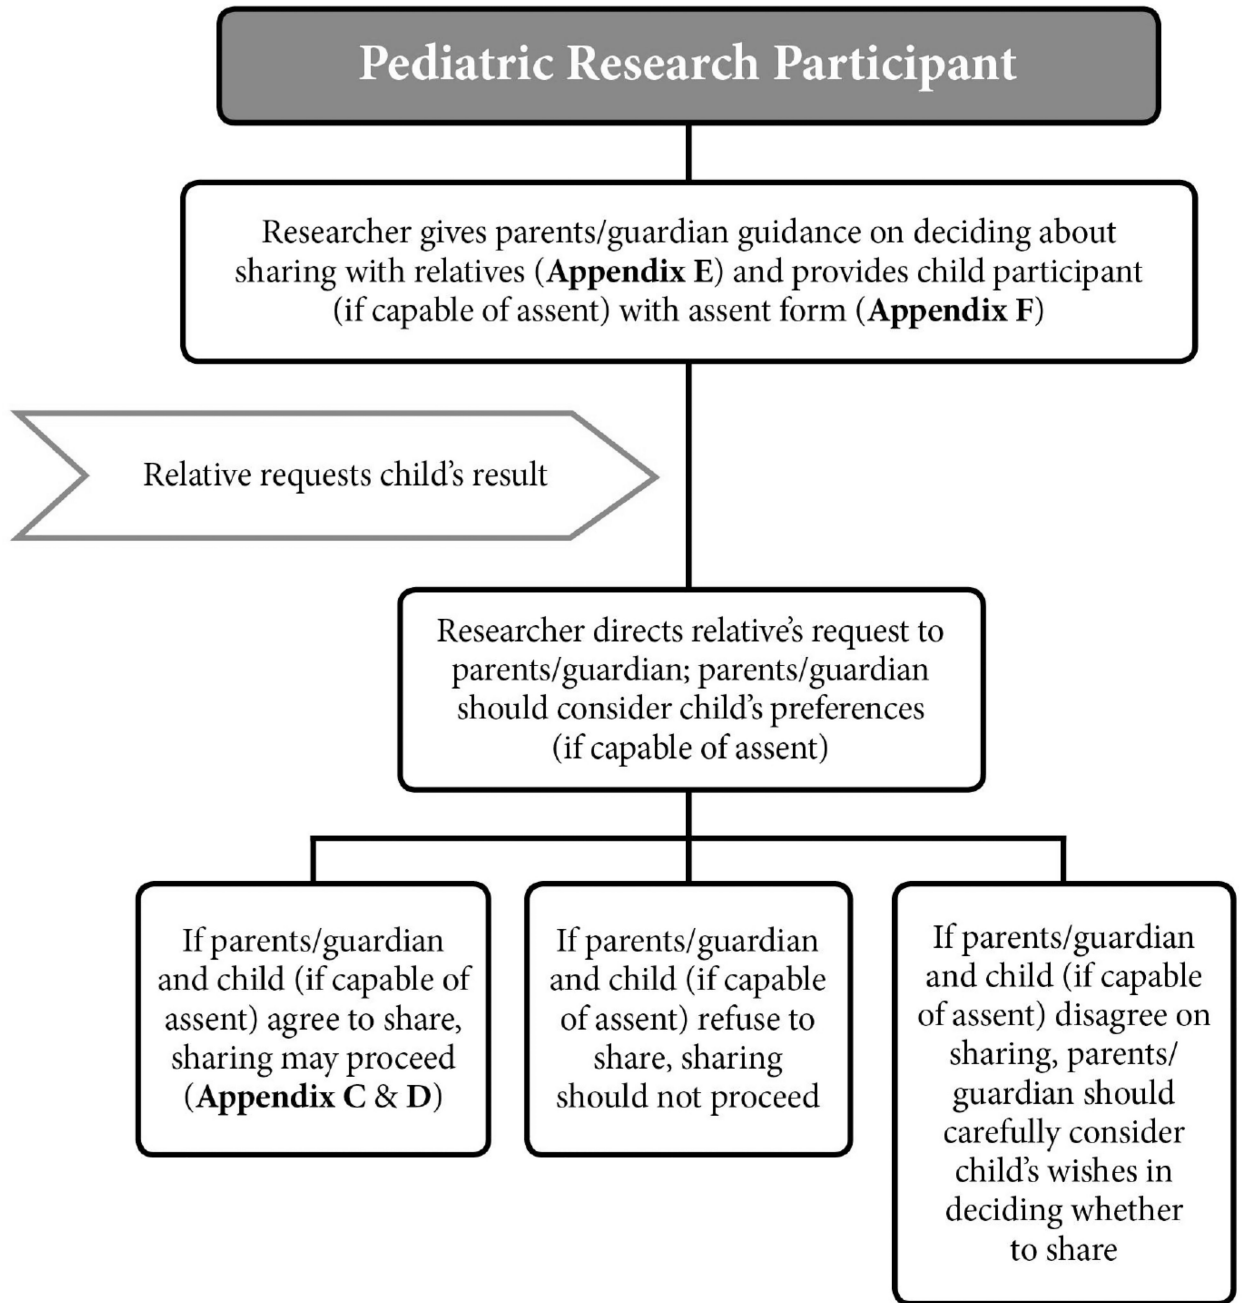 Pediatric Research Participant
Researcher gives parents/guardian guidance on deciding about
sharing with relatives (Appendix E) and provides child participant
(if capable of assent) with assent form (Appendix F)
Relative requests child’s result
Researcher directs relative’s request to
parents/guardian; parents/guardian
should consider child’s preferences
(if capable of assent)
If parents/guardian
and child (if capable of
assent) agree to share,
sharing may proceed
(Appendix C & D)
If parents/guardian
and child (if capable
of assent) refuse to
share, sharing
should not proceed
If parents/guardian
and child (if capable
of assent) disagree on
sharing, parents/
guardian should
carefully consider
child’s wishes in
deciding whether
to share